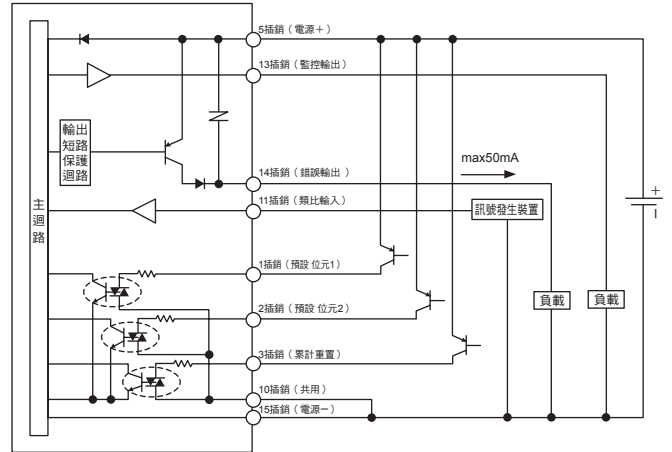 5插銷（電源＋）
13插銷（監控輸出）
輸出
短路
保護
迴路
max50mA
14插銷（錯誤輸出）
11插銷（類比輸入）
訊號發生裝置
主迴路
＋
－
1插銷（預設 位元1）
2插銷（預設 位元2）
負載
負載
3插銷（累計重置）
10插銷（共用）
15插銷（電源－）